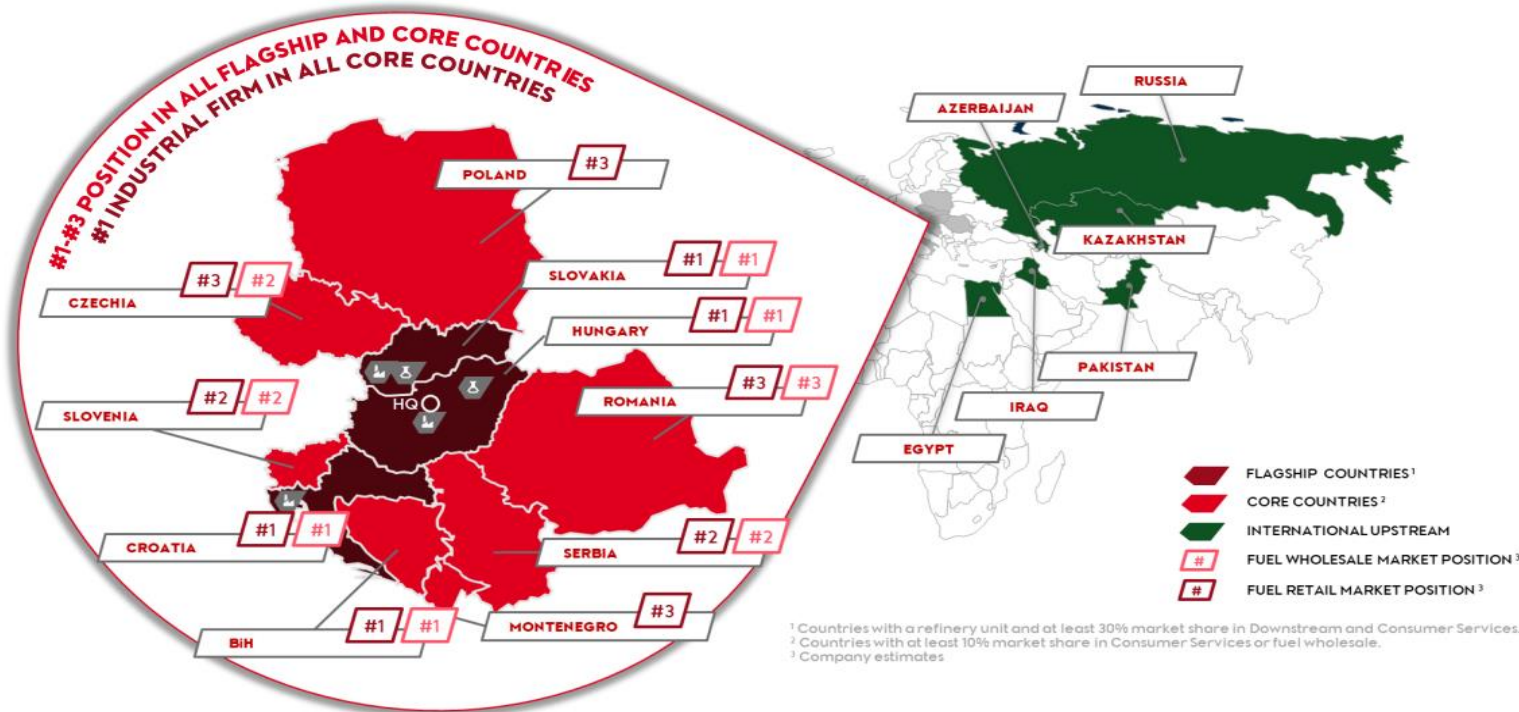 #1-#3 POSITION IN ALL FLAGSHIP AND CORE COUNTRIES
#1 INDUSTRIAL FIRM IN ALL CORE COUNTRIES
POLAND #3
SLOVAKIA #1 #1
CZECHIA #3 #2
HUNGARY #1 #1
ROMANIA #3 #3
SLOVENIA #2 #2
HQ
CROATIA #1 #1
SERBIA #2 #2
BiH #1 #1
MONTENEGRO #3
RUSSIA
AZERBAIJAN
KAZAKHSTAN
PAKISTAN
IRAQ
EGYPT
FLAGSHIP COUNTRIES ¹
CORE COUNTRIES ²
INTERNATIONAL UPSTREAM
# FUEL WHOLESALE MARKET POSITION ³
# FUEL RETAIL MARKET POSITION ³
¹ Countries with a refinery unit and at least 30% market share in Downstream and Consumer Services.
² Countries with at least 10% market share in Consumer Services or fuel wholesale.
³ Company estimates